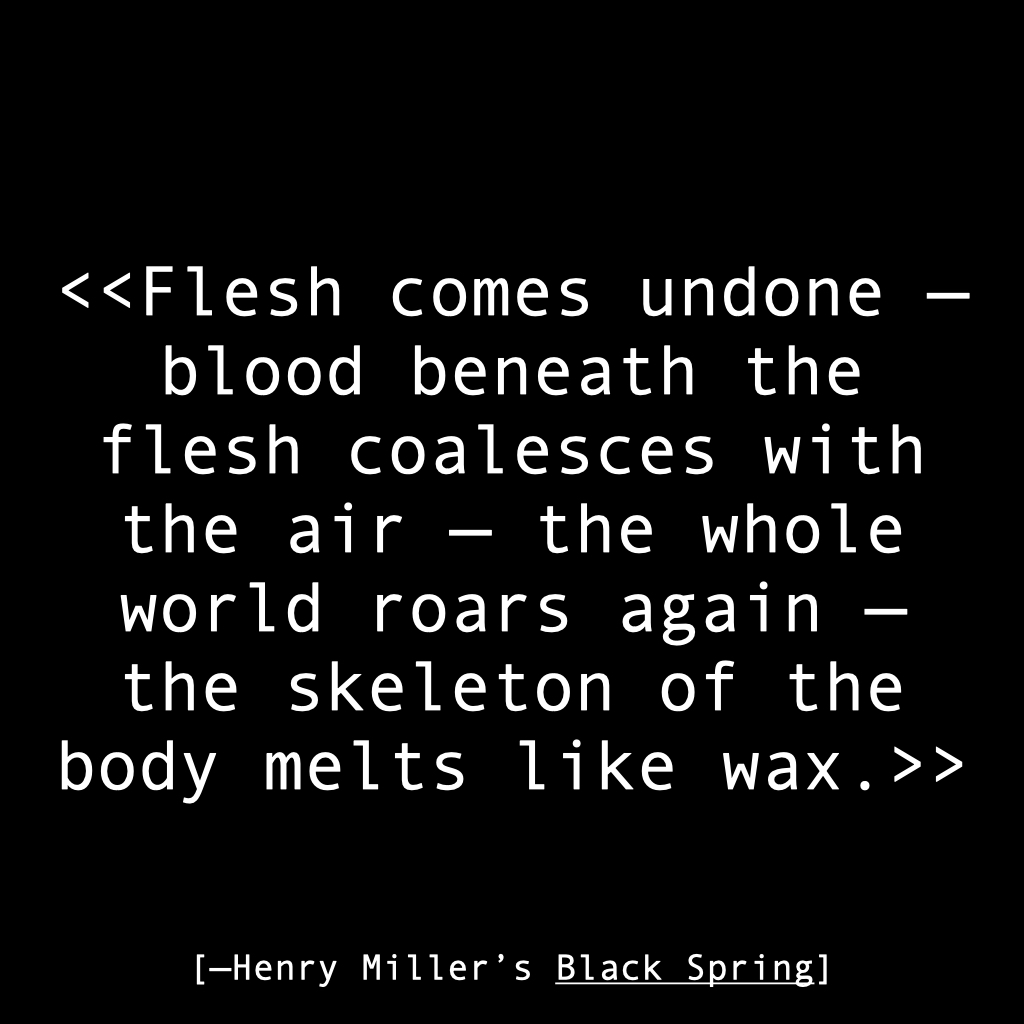 <<Flesh comes undone —
blood beneath the
flesh coalesces with
the air — the whole
world roars again —
the skeleton of the
body melts like wax.>>
[—Henry Miller’s Black Spring]